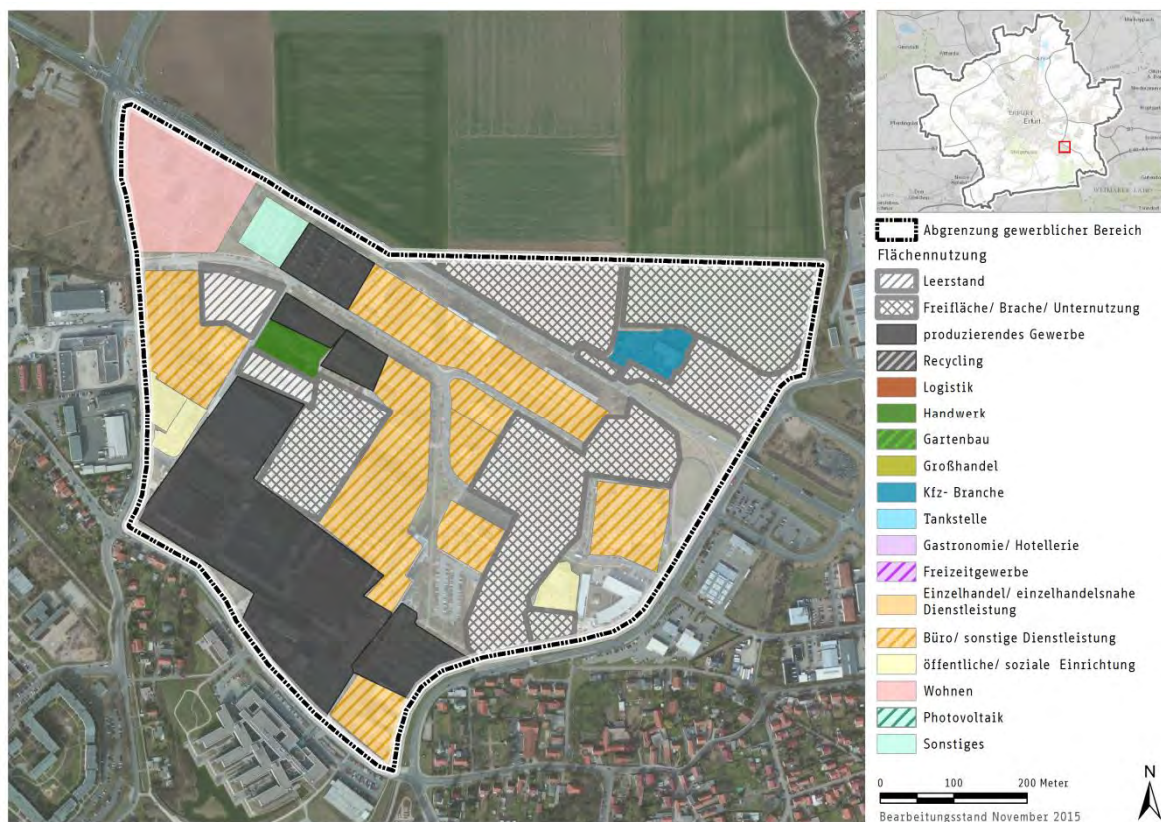 Erfurt
Abgrenzung gewerblicher Bereich
Flächennutzung
Leerstand
Freifläche/ Brache/ Unternutzung
produzierendes Gewerbe
Recycling
Logistik
Handwerk
Gartenbau
Großhandel
Kfz- Branche
Tankstelle
Gastronomie/ Hotellerie
Freizeitgewerbe
Einzelhandel/ einzelhandelsnahe
Dienstleistung
Büro/ sonstige Dienstleistung
öffentliche/ soziale Einrichtung
Wohnen
Photovoltaik
Sonstiges
0 100 200 Meter
N
Bearbeitungsstand November 2015